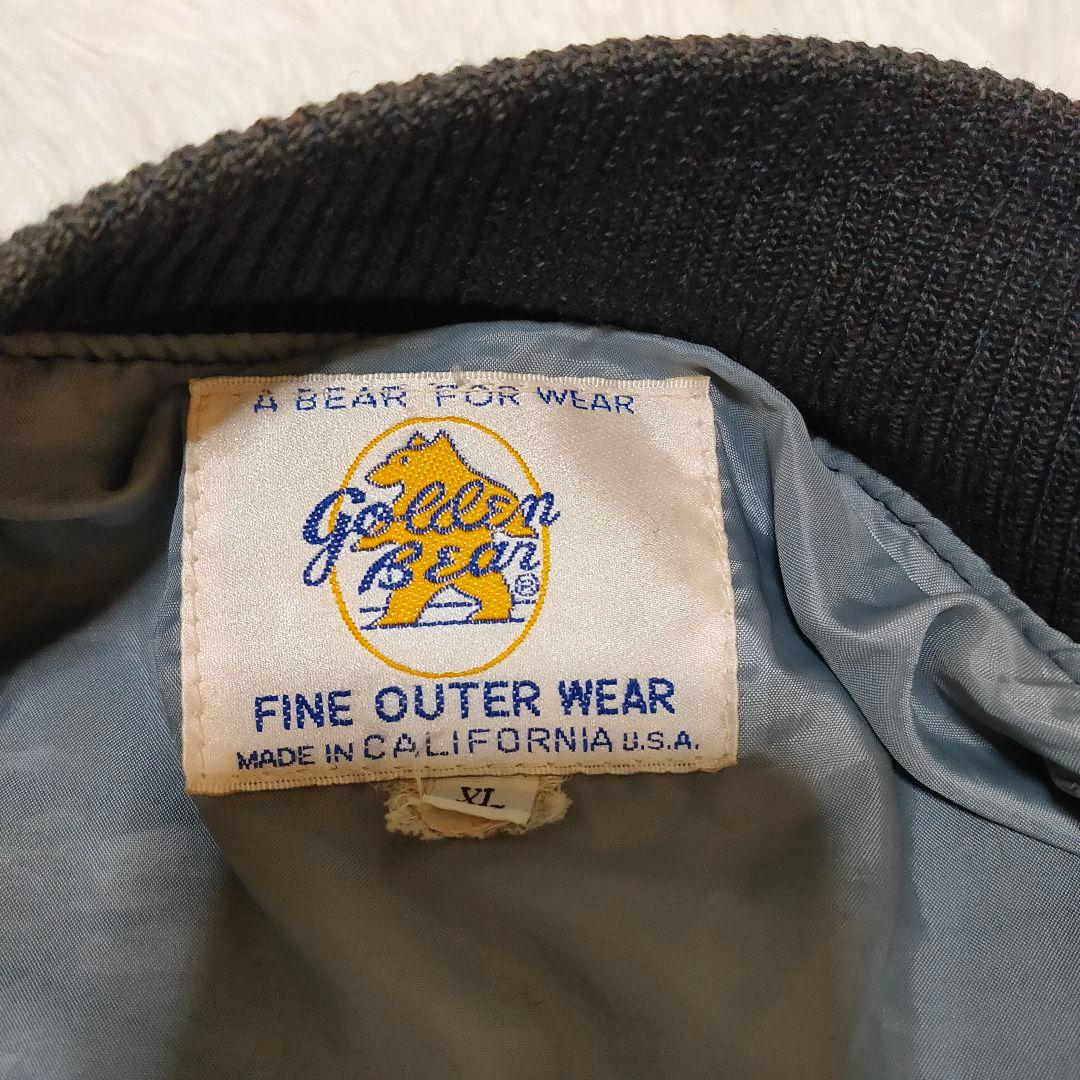 A BEAR FOR WEAR
Golden
Bear ®
FINE OUTER WEAR
MADE IN CALIFORNIA U.S.A.
XL